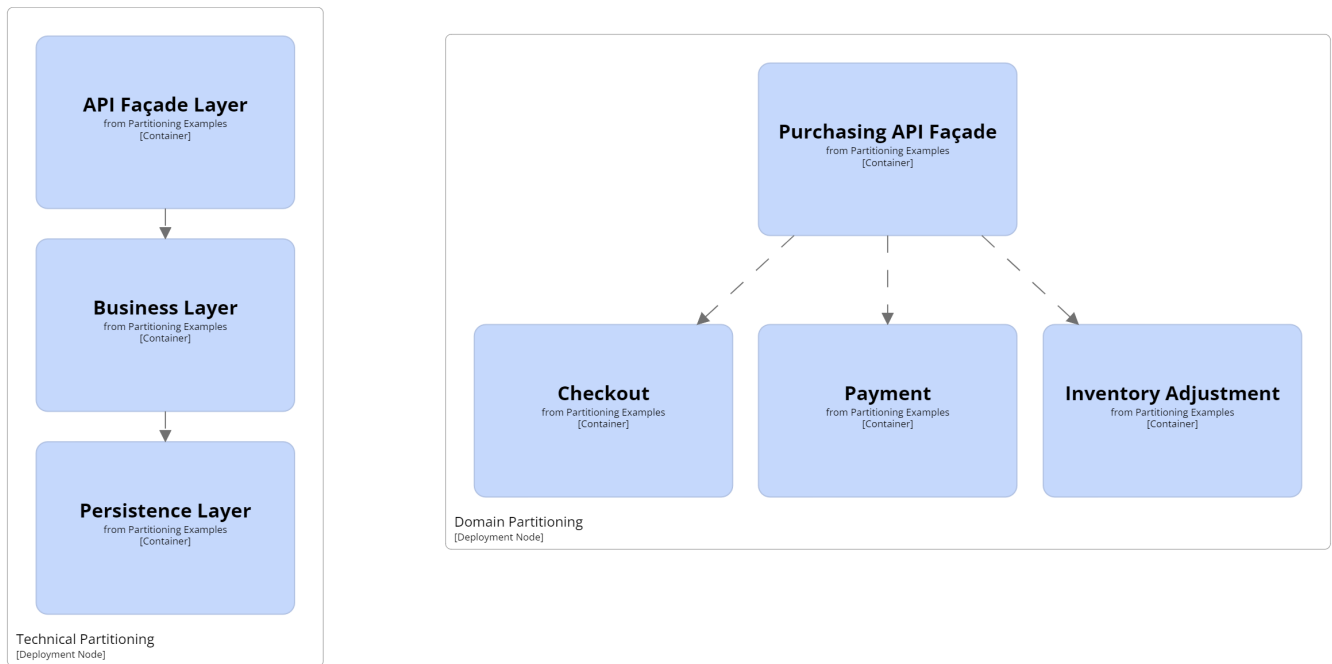 API Façade Layer
from Partitioning Examples
[Container]
Business Layer
from Partitioning Examples
[Container]
Persistence Layer
from Partitioning Examples
[Container]
Technical Partitioning
[Deployment Node]
Purchasing API Façade
from Partitioning Examples
[Container]
Checkout
from Partitioning Examples
[Container]
Payment
from Partitioning Examples
[Container]
Inventory Adjustment
from Partitioning Examples
[Container]
Domain Partitioning
[Deployment Node]